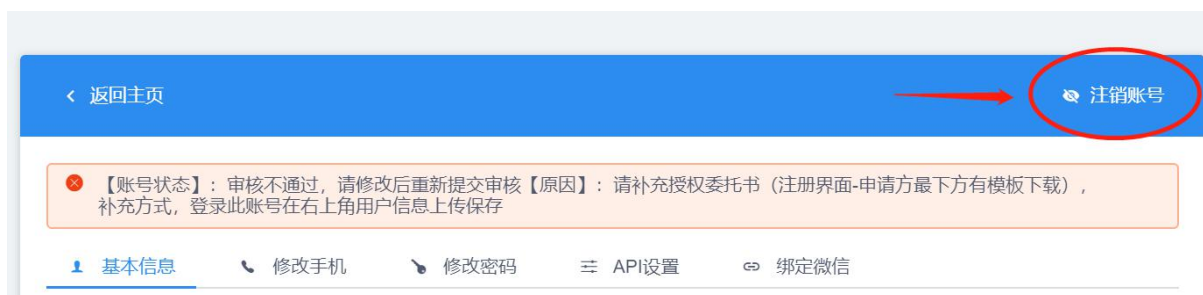 返回主页
注销账号
【账号状态】：审核不通过，请修改后重新提交审核【原因】：请补充授权委托书（注册界面-申请方最下方有模板下载），
补充方式，登录此账号在右上角用户信息上传保存
基本信息 修改手机 修改密码 API设置 绑定微信